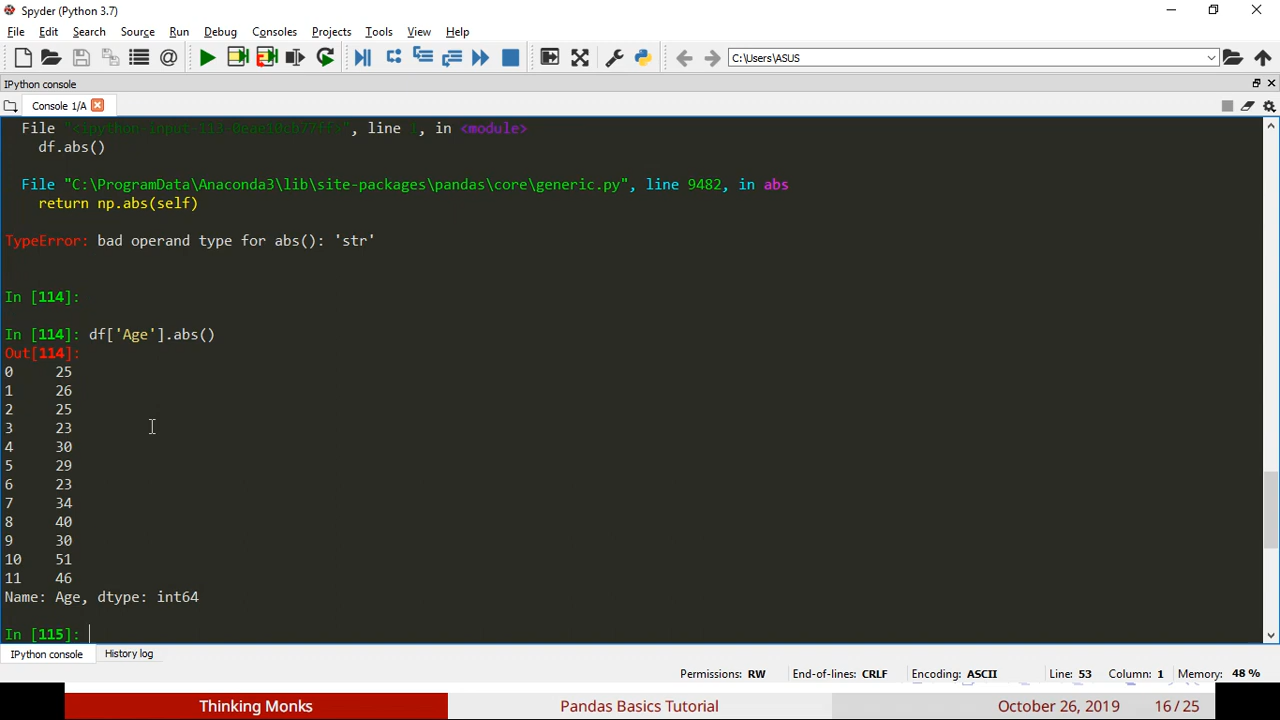 Spyder (Python 3.7)
File Edit Search Source Run Debug Consoles Projects Tools View Help
C:\Users\ASUS
IPython console
Console 1/A
File "<ipython-input-113-0eae10cb77ff>", line 1, in <module>
df.abs()
File "C:\ProgramData\Anaconda3\lib\site-packages\pandas\core\generic.py", line 9482, in abs
return np.abs(self)
TypeError: bad operand type for abs(): 'str'
In [114]:
In [114]: df['Age'].abs()
Out[114]:
0 25
1 26
2 25
3 23
4 30
5 29
6 23
7 34
8 40
9 30
10 51
11 46
Name: Age, dtype: int64
In [115]:
IPython console History log
Permissions: RW End-of-lines: CRLF Encoding: ASCII Line: 53 Column: 1 Memory: 48 %
Thinking Monks Pandas Basics Tutorial October 26, 2019 16 / 25